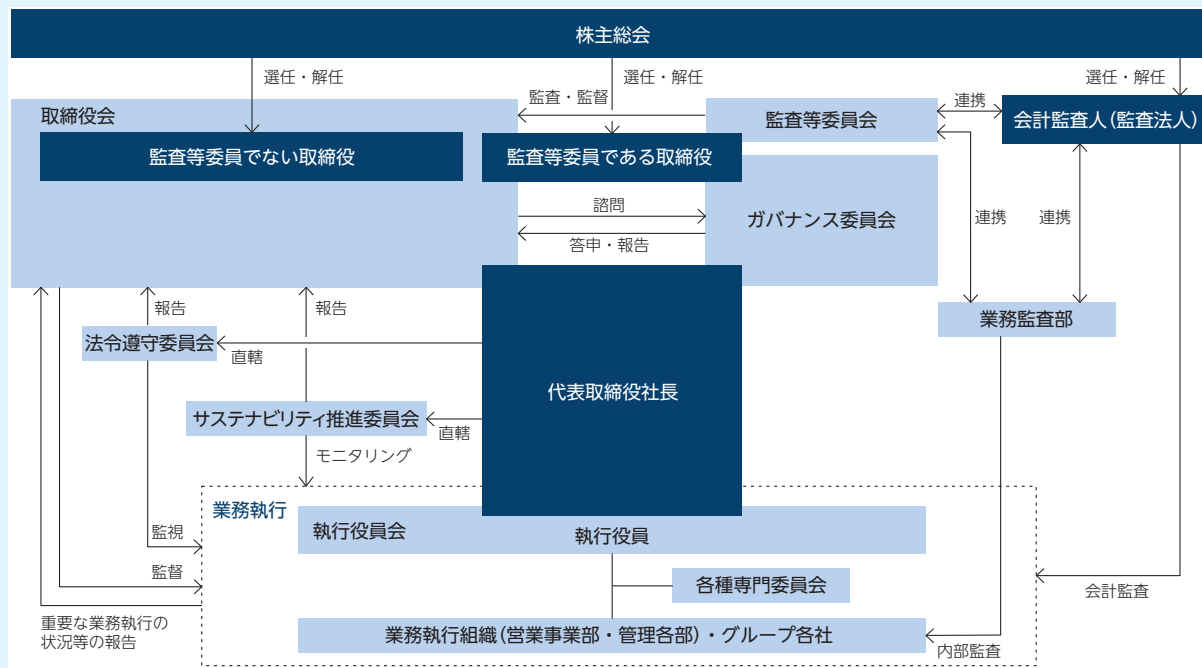 株主総会
選任・解任
選任・解任
選任・解任
取締役会
監査・監督
監査等委員会
連携
会計監査人(監査法人)
監査等委員でない取締役
監査等委員である取締役
諮問
ガバナンス委員会
連携
連携
答申・報告
報告
報告
業務監査部
法令遵守委員会
直轄
代表取締役社長
サステナビリティ推進委員会
直轄
モニタリング
業務執行
執行役員会
執行役員
監視
監督
各種専門委員会
会計監査
重要な業務執行の
状況等の報告
業務執行組織(営業事業部・管理各部)・グループ各社
内部監査